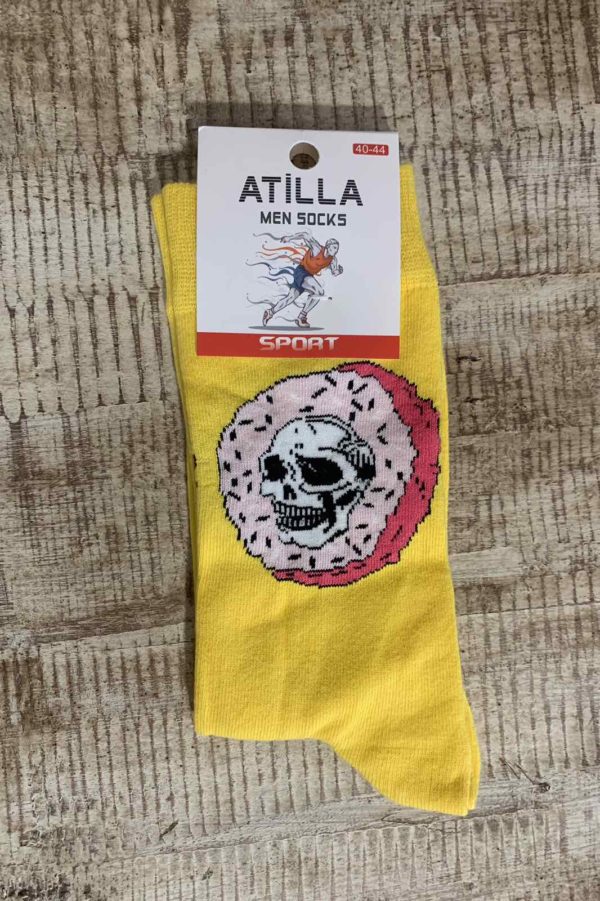 40-44
ATİLLA
MEN SOCKS
SPORT